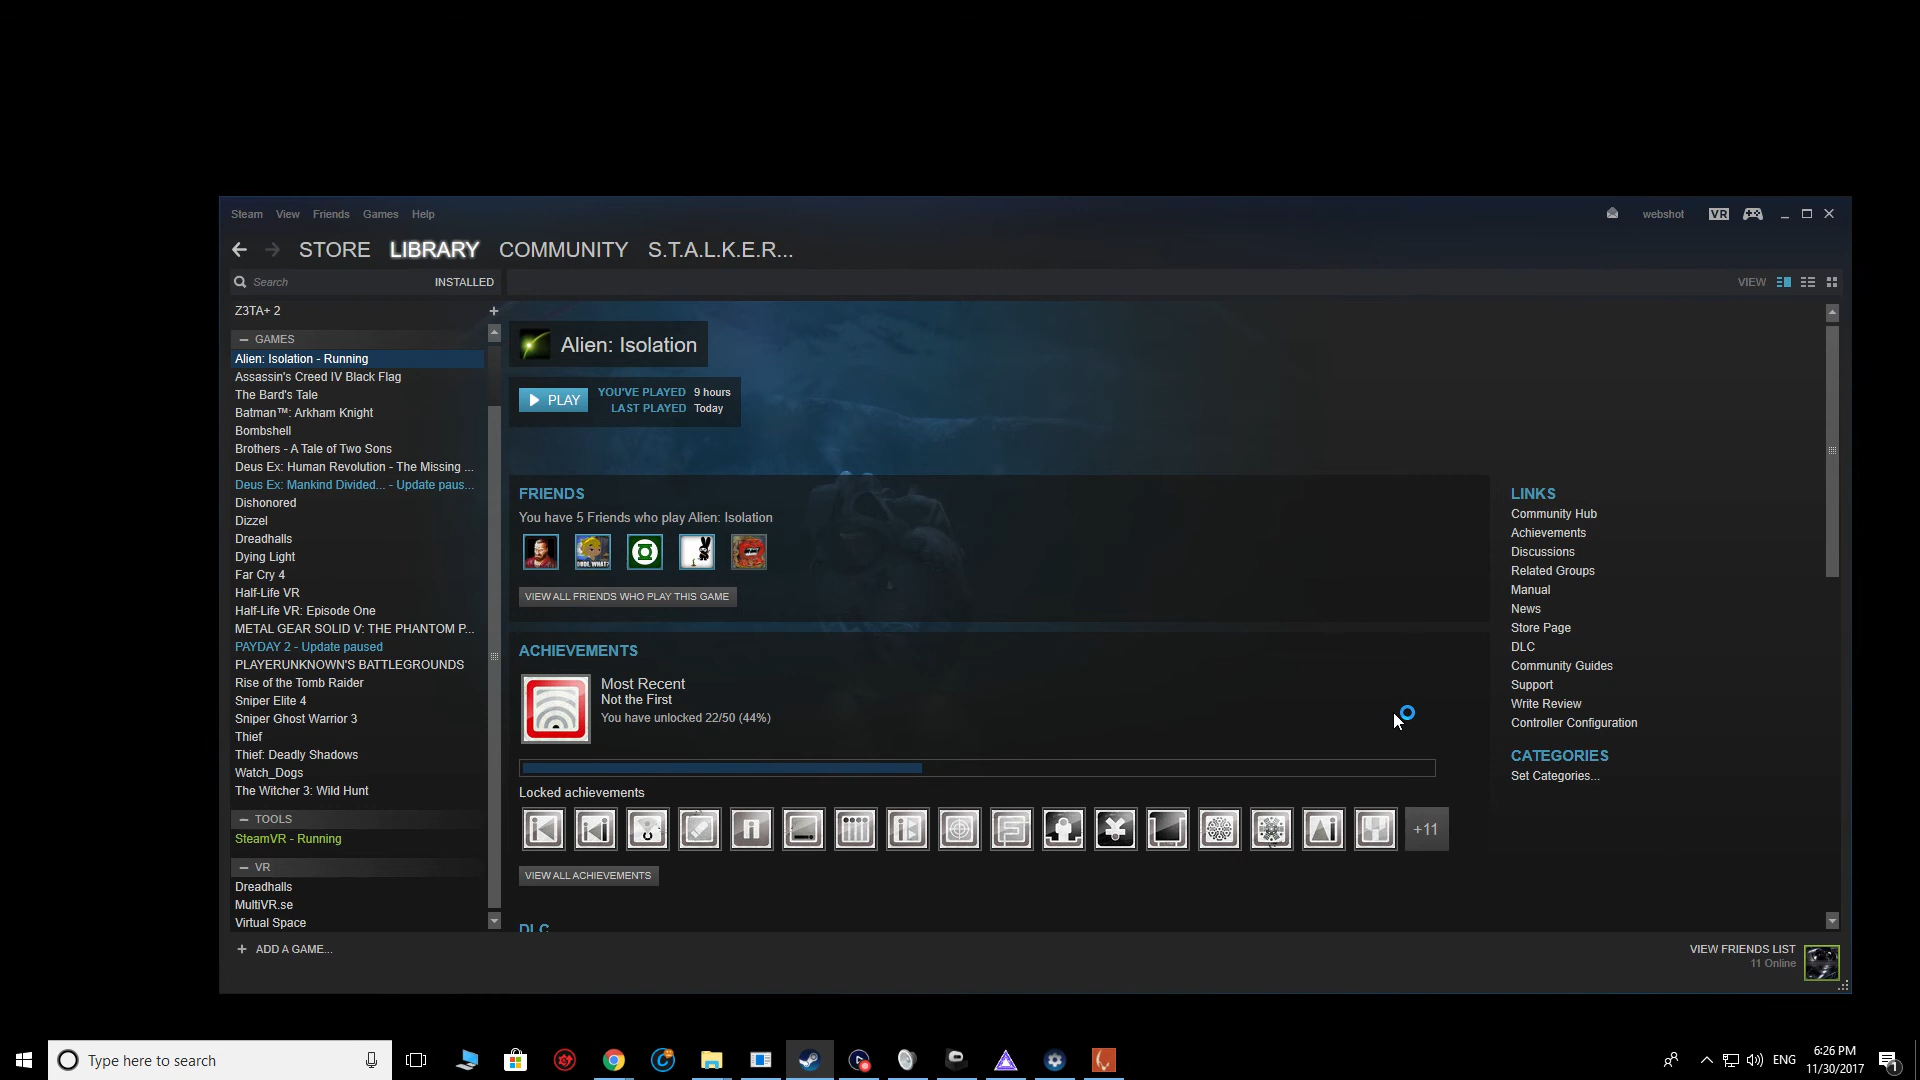 Steam View Friends Games Help
webshot VR
STORE LIBRARY COMMUNITY S.T.A.L.K.E.R...
Search INSTALLED
VIEW
Z3TA+ 2 +
— GAMES
Alien: Isolation - Running
Assassin's Creed IV Black Flag
The Bard's Tale
Batman™: Arkham Knight
Bombshell
Brothers - A Tale of Two Sons
Deus Ex: Human Revolution - The Missing ...
Deus Ex: Mankind Divided... - Update paus...
Dishonored
Dizzel
Dreadhalls
Dying Light
Far Cry 4
Half-Life VR
Half-Life VR: Episode One
METAL GEAR SOLID V: THE PHANTOM P...
PAYDAY 2 - Update paused
PLAYERUNKNOWN'S BATTLEGROUNDS
Rise of the Tomb Raider
Sniper Elite 4
Sniper Ghost Warrior 3
Thief
Thief: Deadly Shadows
Watch_Dogs
The Witcher 3: Wild Hunt
— TOOLS
SteamVR - Running
— VR
Dreadhalls
MultiVR.se
Virtual Space
+ ADD A GAME...
Alien: Isolation
PLAY
YOU'VE PLAYED 9 hours
LAST PLAYED Today
FRIENDS
You have 5 Friends who play Alien: Isolation
DUDE, WHAT?
VIEW ALL FRIENDS WHO PLAY THIS GAME
ACHIEVEMENTS
Most Recent
Not the First
You have unlocked 22/50 (44%)
Locked achievements
+11
VIEW ALL ACHIEVEMENTS
DLC
LINKS
Community Hub
Achievements
Discussions
Related Groups
Manual
News
Store Page
DLC
Community Guides
Support
Write Review
Controller Configuration
CATEGORIES
Set Categories...
VIEW FRIENDS LIST
11 Online
Type here to search
ENG
6:26 PM
11/30/2017
1